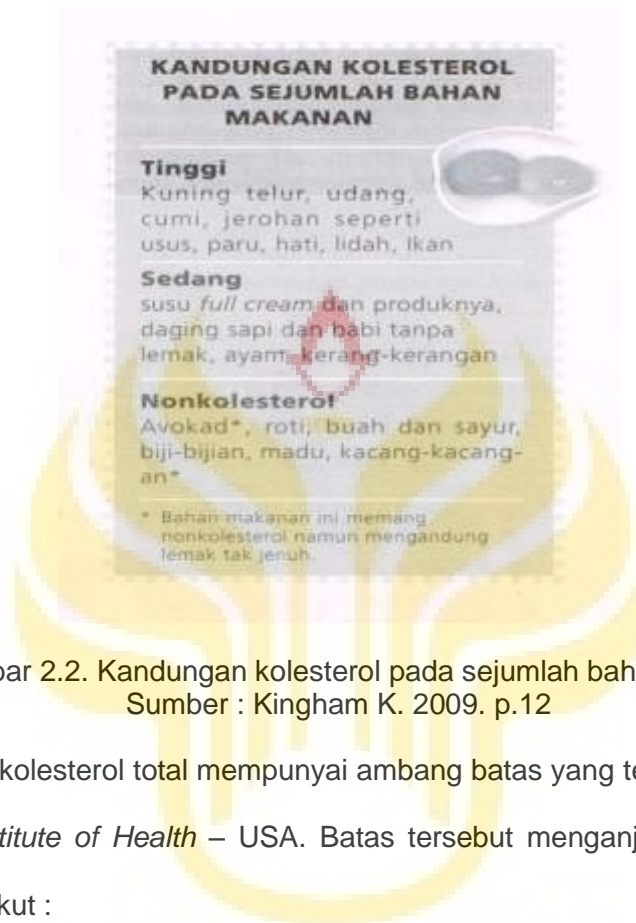 KANDUNGAN KOLESTEROL
PADA SEJUMLAH BAHAN
MAKANAN
Tinggi
Kuning telur, udang,
cumi, jerohan seperti
usus, paru, hati, lidah, Ikan
Sedang
susu full cream dan produknya,
daging sapi dan babi tanpa
lemak, ayam, kerang-kerangan
Nonkolesterol
Avokad*, roti, buah dan sayur,
biji-bijian, madu, kacang-kacang-
an*
* Bahan makanan ini memang
nonkolesterol namun mengandung
lemak tak jenuh.
bar 2.2. Kandungan kolesterol pada sejumlah bah
Sumber : Kingham K. 2009. p.12
kolesterol total mempunyai ambang batas yang te
titute of Health – USA. Batas tersebut menganj
kut :